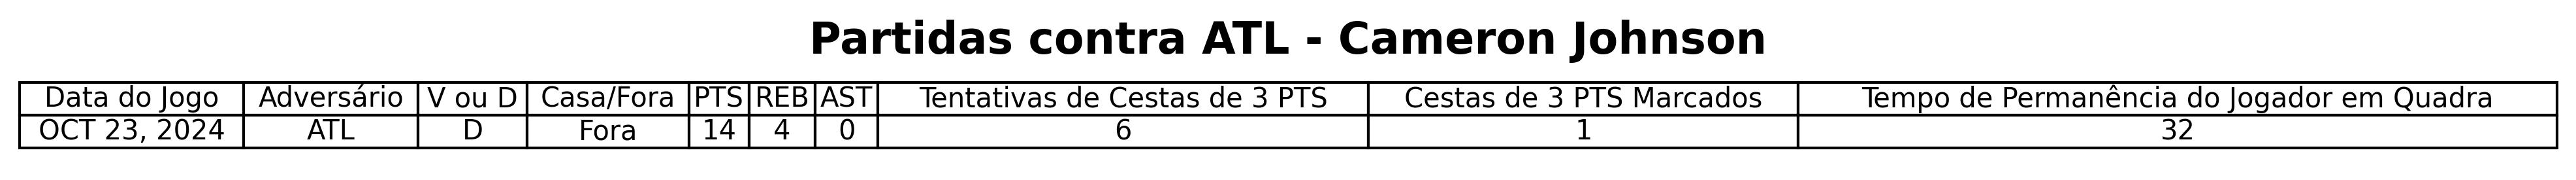 Partidas contra ATL - Cameron Johnson
Data do Jogo Adversário V ou D Casa/Fora PTS REB AST Tentativas de Cestas de 3 PTS Cestas de 3 PTS Marcados Tempo de Permanência do Jogador em Quadra
OCT 23, 2024 ATL D Fora 14 4 0 6 1 32